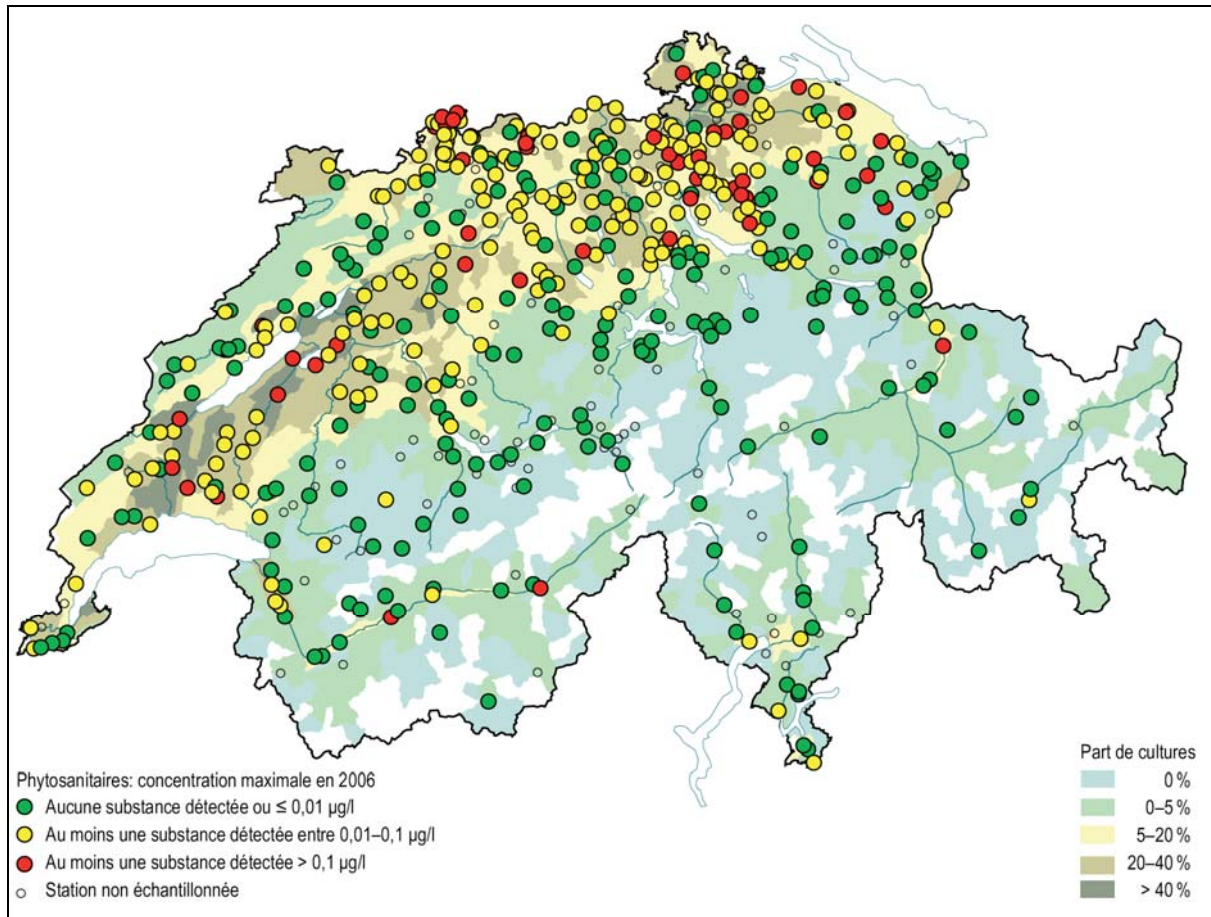 Phytosanitaires: concentration maximale en 2006
Aucune substance détectée ou ≤ 0,01 µg/l
Au moins une substance détectée entre 0,01–0,1 µg/l
Au moins une substance détectée > 0,1 µg/l
Station non échantillonnée
Part de cultures
0 %
0–5 %
5–20 %
20–40 %
> 40 %